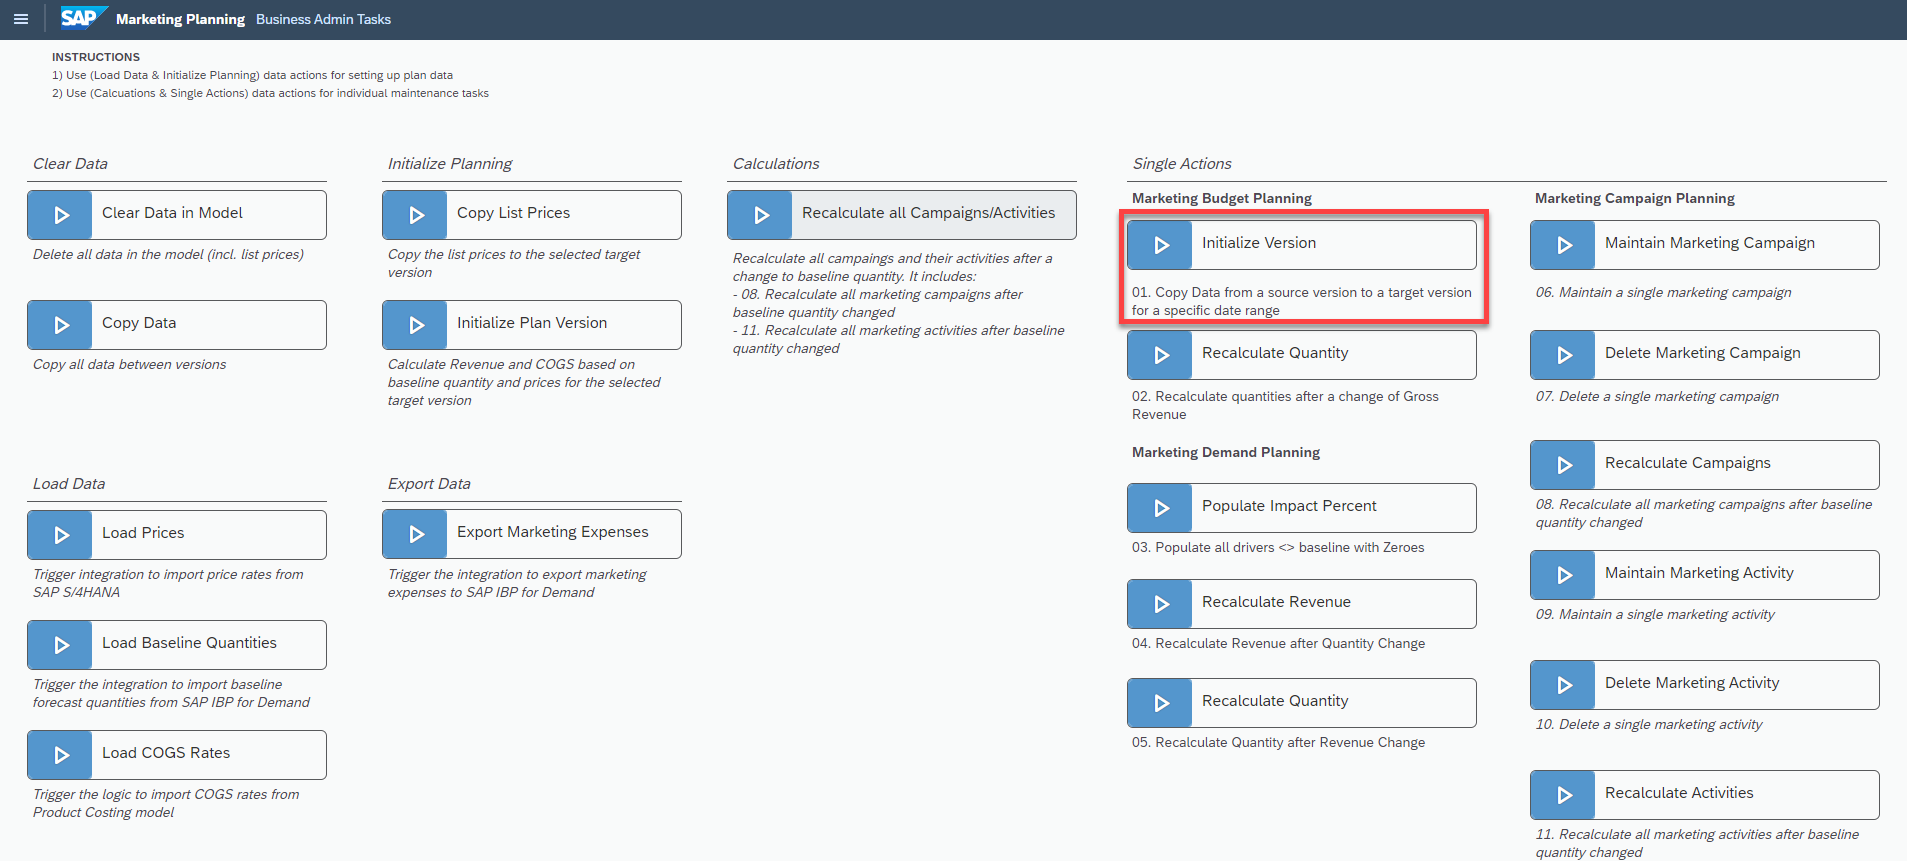 SAP Marketing Planning Business Admin Tasks
INSTRUCTIONS
1) Use (Load Data & Initialize Planning) data actions for setting up plan data
2) Use (Calcuations & Single Actions) data actions for individual maintenance tasks
Clear Data
Clear Data in Model
Delete all data in the model (incl. list prices)
Copy Data
Copy all data between versions
Initialize Planning
Copy List Prices
Copy the list prices to the selected target
version
Initialize Plan Version
Calculate Revenue and COGS based on
baseline quantity and prices for the selected
target version
Calculations
Recalculate all Campaigns/Activities
Recalculate all campaings and their activities after a
change to baseline quantity. It includes:
- 08. Recalculate all marketing campaigns after
baseline quantity changed
- 11. Recalculate all marketing activities after baseline
quantity changed
Load Data
Load Prices
Trigger integration to import price rates from
SAP S/4HANA
Load Baseline Quantities
Trigger the integration to import baseline
forecast quantities from SAP IBP for Demand
Load COGS Rates
Trigger the logic to import COGS rates from
Product Costing model
Export Data
Export Marketing Expenses
Trigger the integration to export marketing
expenses to SAP IBP for Demand
Single Actions
Marketing Budget Planning
Initialize Version
01. Copy Data from a source version to a target version
for a specific date range
Recalculate Quantity
02. Recalculate quantities after a change of Gross
Revenue
Marketing Demand Planning
Populate Impact Percent
03. Populate all drivers <> baseline with Zeroes
Recalculate Revenue
04. Recalculate Revenue after Quantity Change
Recalculate Quantity
05. Recalculate Quantity after Revenue Change
Marketing Campaign Planning
Maintain Marketing Campaign
06. Maintain a single marketing campaign
Delete Marketing Campaign
07. Delete a single marketing campaign
Recalculate Campaigns
08. Recalculate all marketing campaigns after baseline
quantity changed
Maintain Marketing Activity
09. Maintain a single marketing activity
Delete Marketing Activity
10. Delete a single marketing activity
Recalculate Activities
11. Recalculate all marketing activities after baseline
quantity changed